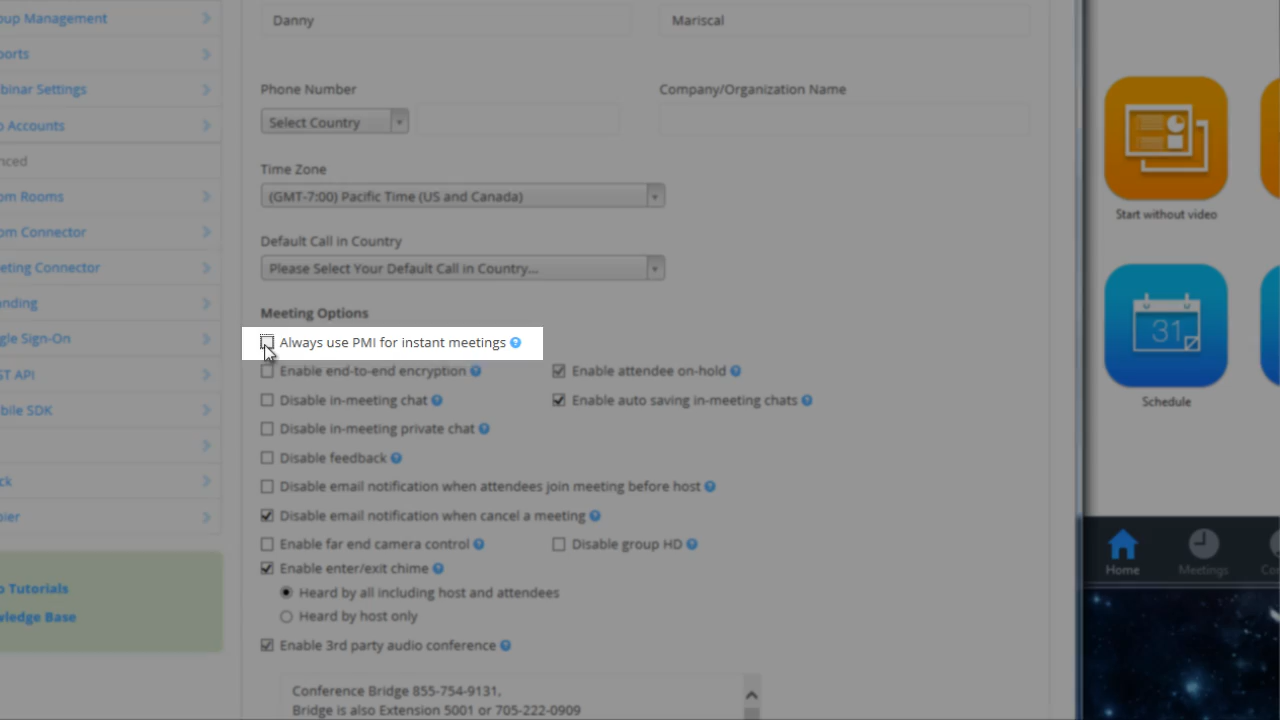 oup Management
orts
binar Settings
o Accounts
nced
om Rooms
om Connector
eting Connector
nding
gle Sign-On
ST API
bile SDK
ck
pier
o Tutorials
wledge Base
Danny
Mariscal
Phone Number
Company/Organization Name
Select Country
Time Zone
(GMT-7:00) Pacific Time (US and Canada)
Default Call in Country
Please Select Your Default Call in Country...
Meeting Options
Always use PMI for instant meetings
Enable end-to-end encryption
Enable attendee on-hold
Disable in-meeting chat
Enable auto saving in-meeting chats
Disable in-meeting private chat
Disable feedback
Disable email notification when attendees join meeting before host
Disable email notification when cancel a meeting
Enable far end camera control
Disable group HD
Enable enter/exit chime
Heard by all including host and attendees
Heard by host only
Enable 3rd party audio conference
Conference Bridge 855-754-9131,
Bridge is also Extension 5001 or 705-222-0909
Start without video
31
Schedule
Home
Meetings
Co